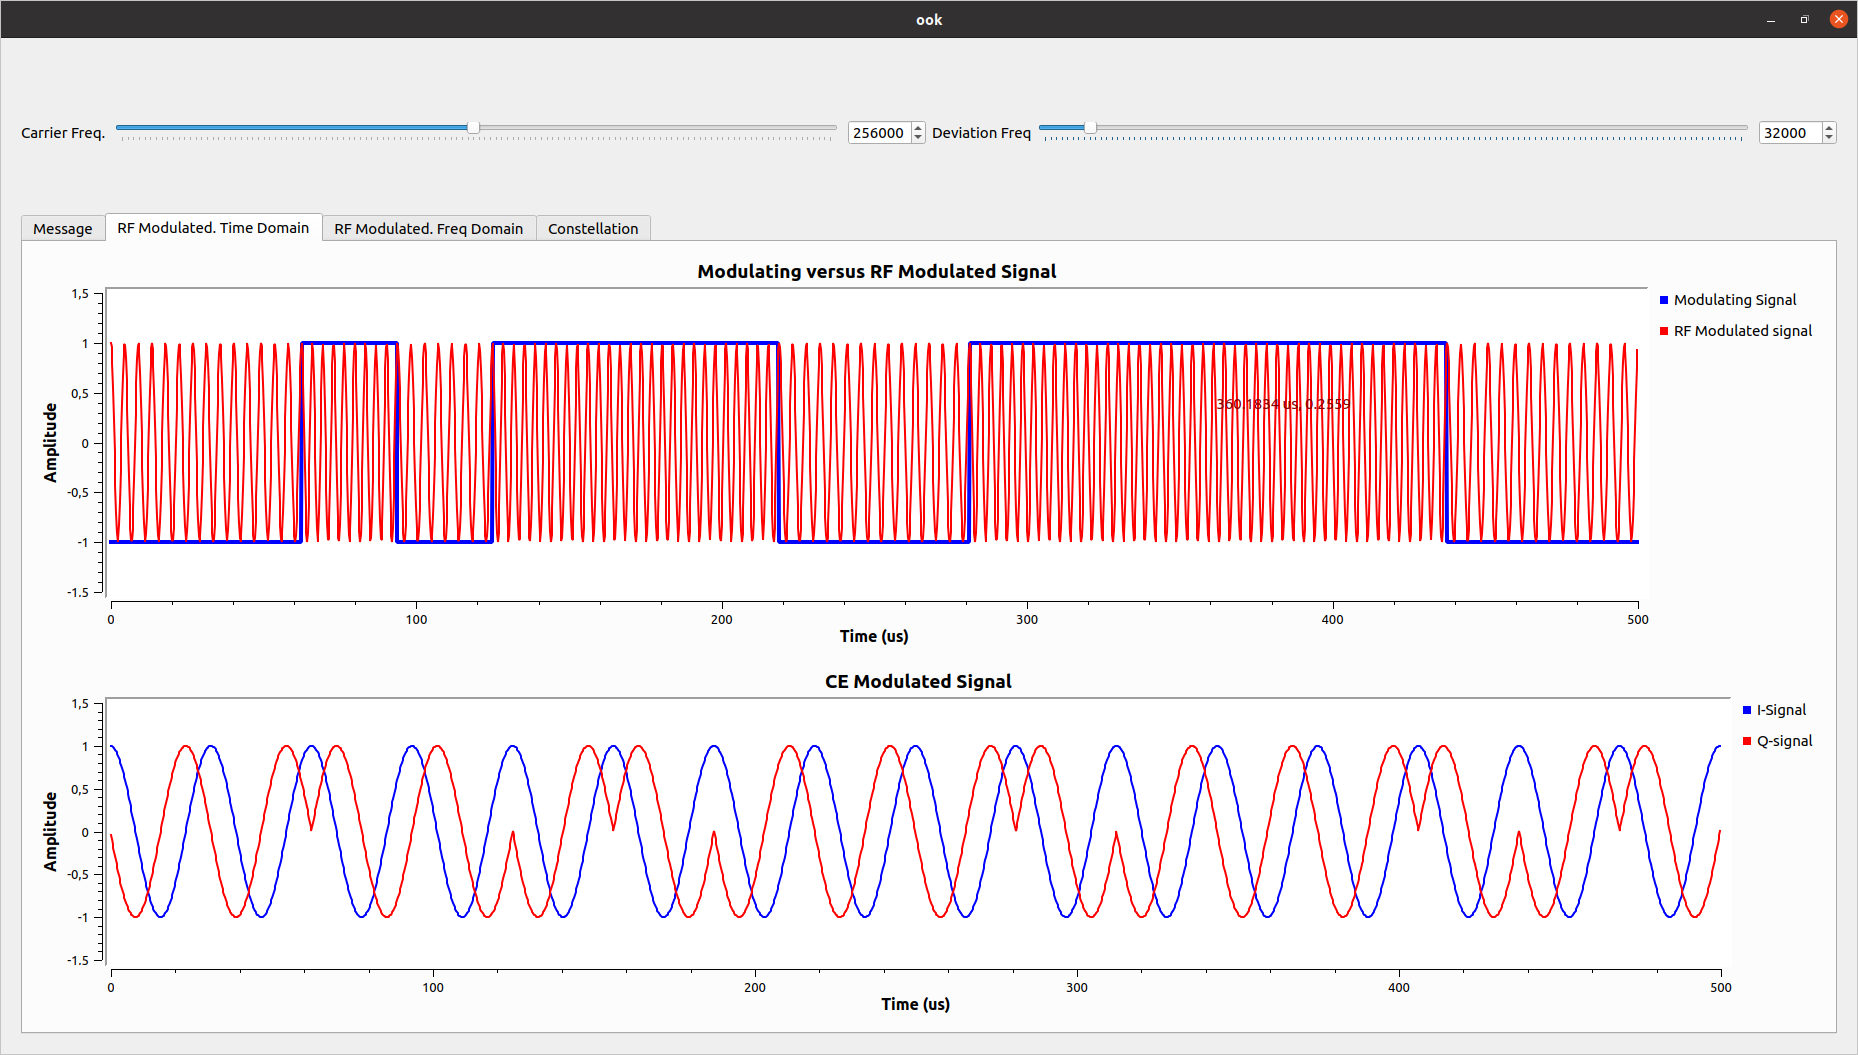 ook
Carrier Freq. 256000 Deviation Freq 32000
Message RF Modulated. Time Domain RF Modulated. Freq Domain Constellation
Modulating versus RF Modulated Signal
1,5
1
0,5
0
-0,5
-1
-1.5
Amplitude
360.1834 us, 0.2559
Modulating Signal
RF Modulated signal
0 100 200 300 400 500
Time (us)
CE Modulated Signal
1,5
1
0,5
0
-0,5
-1
-1.5
Amplitude
I-Signal
Q-signal
0 100 200 300 400 500
Time (us)